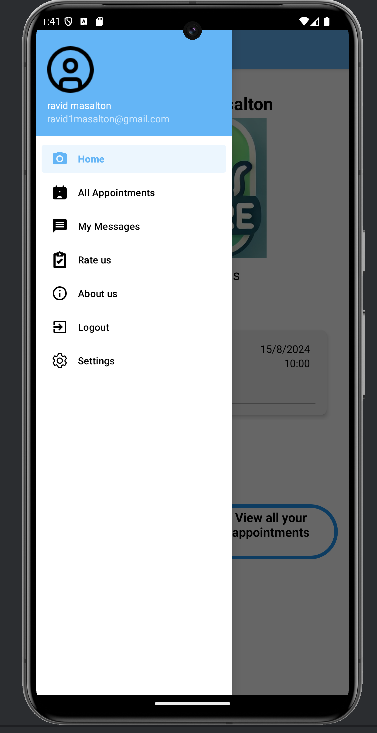 1:41
ravid masalton
ravid1masalton@gmail.com
Home
All Appointments
My Messages
Rate us
About us
Logout
Settings
salton
s
15/8/2024
10:00
View all your
appointments